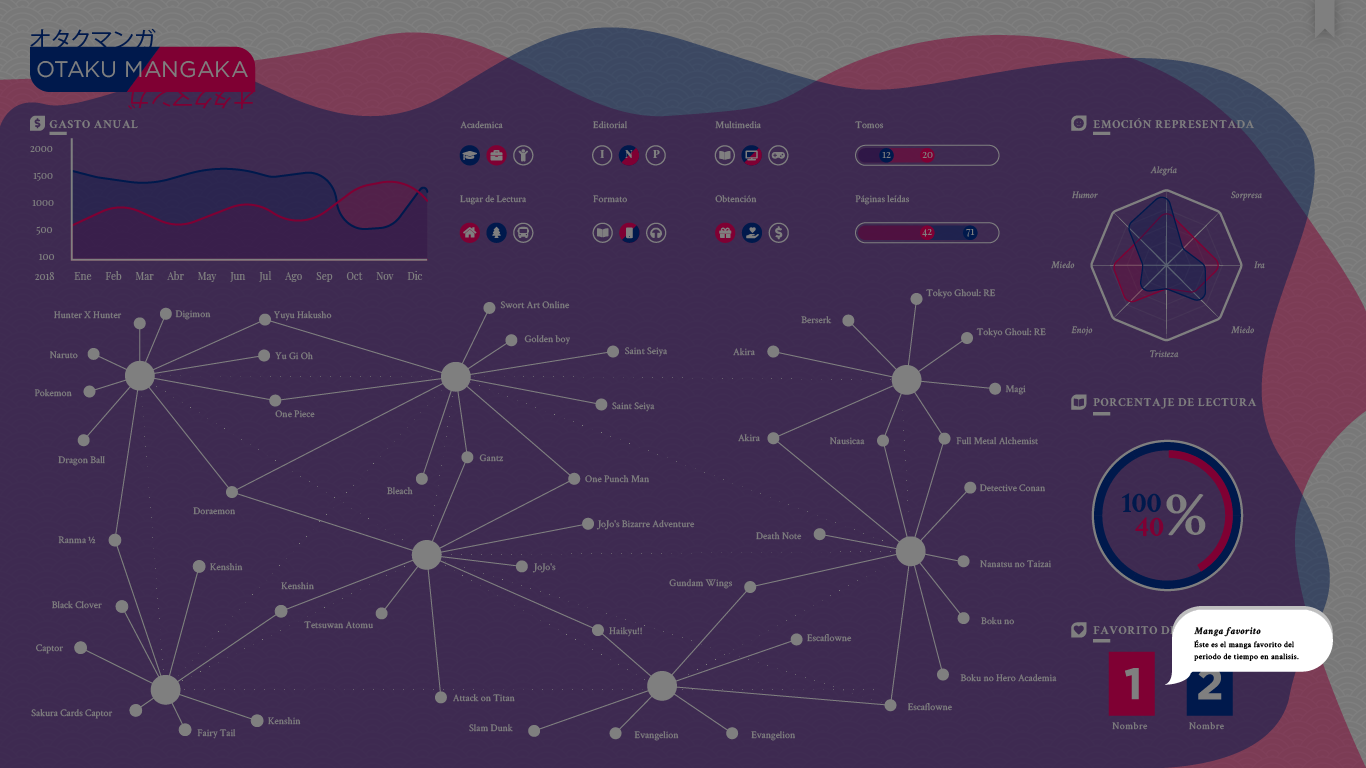 オタクマンガ
OTAKU MANGAKA
GASTO ANUAL
2000
1500
1000
500
100
2018 Ene Feb Mar Abr May Jun Jul Ago Sep Oct Nov Dic
Academica
Editorial
I N P
Multimedia
Tomos
12 20
Lugar de Lectura
Formato
Obtención
Páginas leídas
42 71
EMOCIÓN REPRESENTADA
Alegría
Humor
Sorpresa
Miedo
Ira
Enojo
Miedo
Tristeza
Hunter X Hunter
Digimon
Yuyu Hakusho
Naruto
Yu Gi Oh
Pokemon
One Piece
Dragon Ball
Swort Art Online
Golden boy
Saint Seiya
Saint Seiya
Gantz
Bleach
One Punch Man
Doraemon
JoJo's Bizarre Adventure
JoJo's
Ranma ½
Kenshin
Kenshin
Black Clover
Tetsuwan Atomu
Captor
Haikyu!!
Sakura Cards Captor
Fairy Tail
Kenshin
Attack on Titan
Slam Dunk
Evangelion
Evangelion
Tokyo Ghoul: RE
Berserk
Tokyo Ghoul: RE
Akira
Magi
Akira
Nausicaa
Full Metal Alchemist
Detective Conan
Death Note
Nanatsu no Taizai
Gundam Wings
Boku no
Escaflowne
Boku no Hero Academia
Escaflowne
PORCENTAJE DE LECTURA
100
40
%
FAVORITO DE
Manga favorito
Éste es el manga favorito del
periodo de tiempo en analisis.
1 2
Nombre Nombre